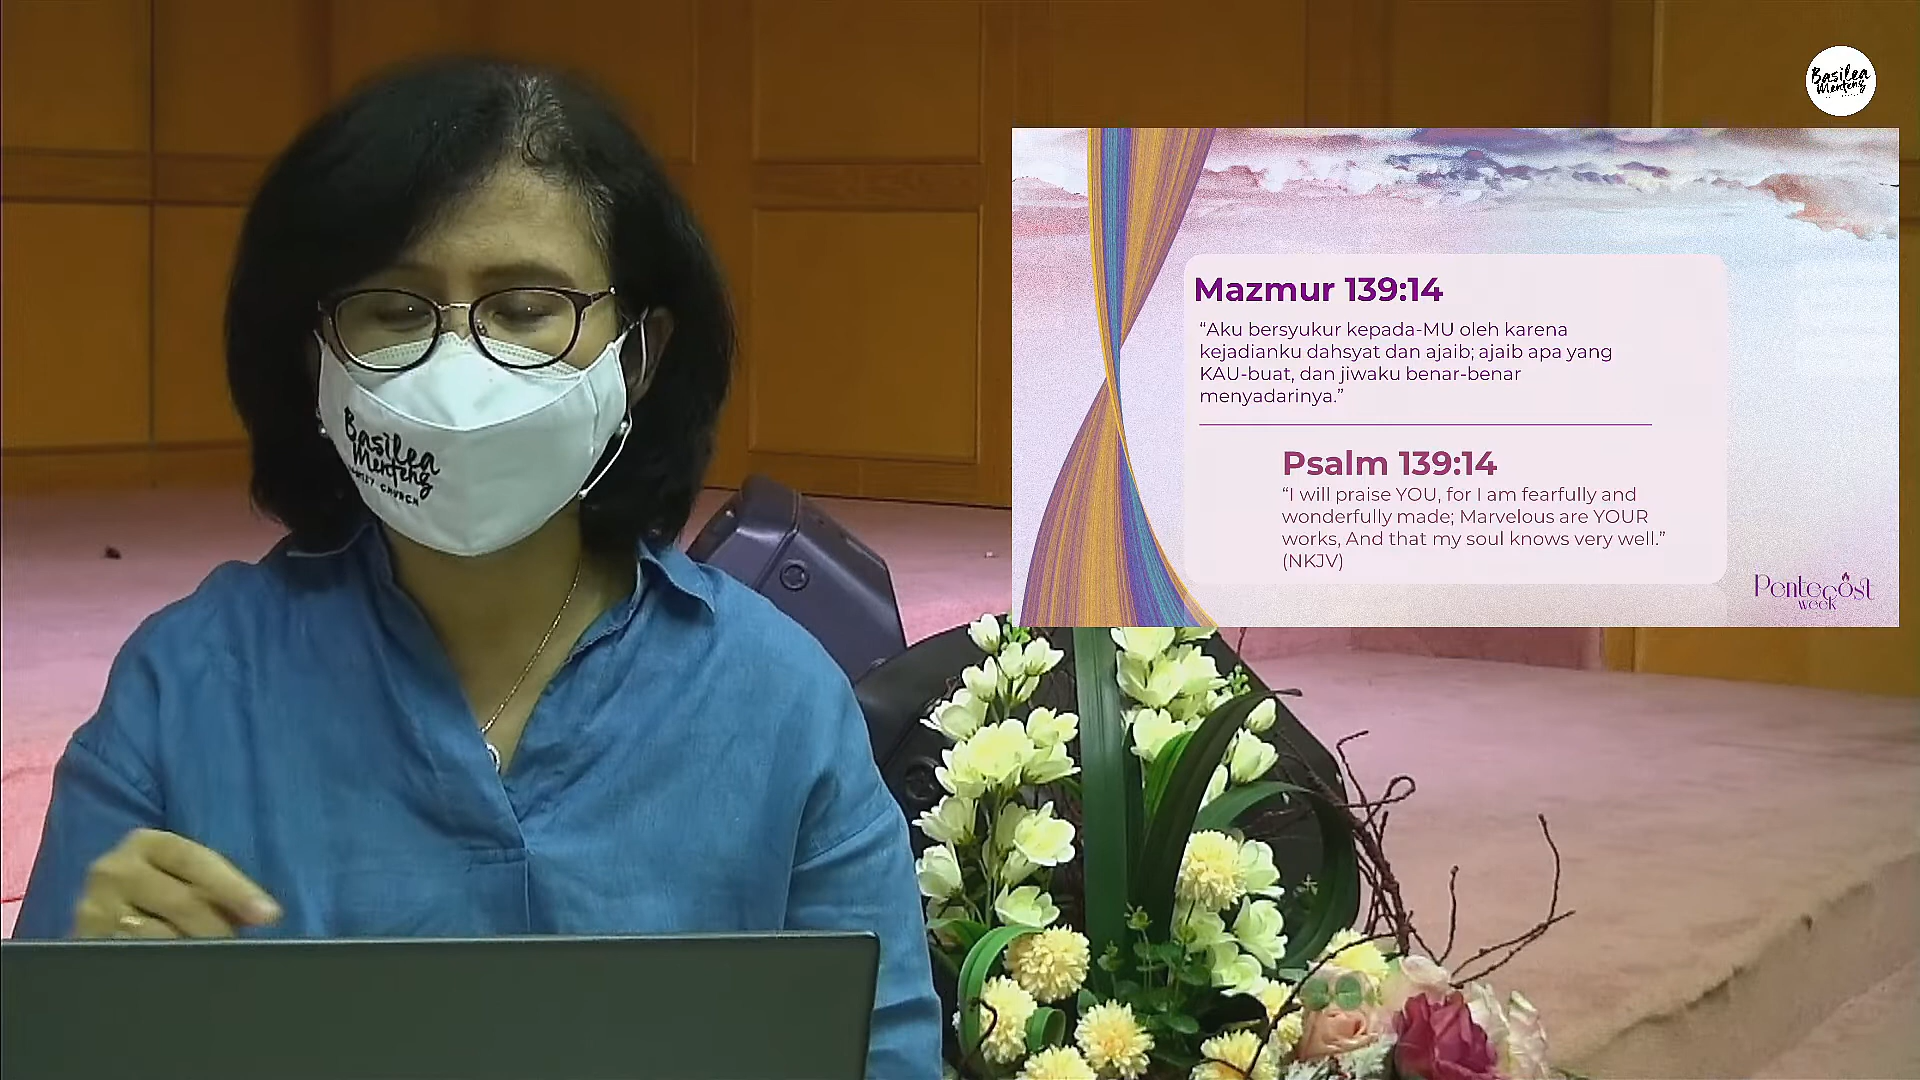 Basilea
Menteng
Mazmur 139:14
“Aku bersyukur kepada-MU oleh karena
kejadianku dahsyat dan ajaib; ajaib apa yang
KAU-buat, dan jiwaku benar-benar
menyadarinya.”
Psalm 139:14
“I will praise YOU, for I am fearfully and
wonderfully made; Marvelous are YOUR
works, And that my soul knows very well.”
(NKJV)
Pentecost
week
Basilea
Menteng
CHURCH